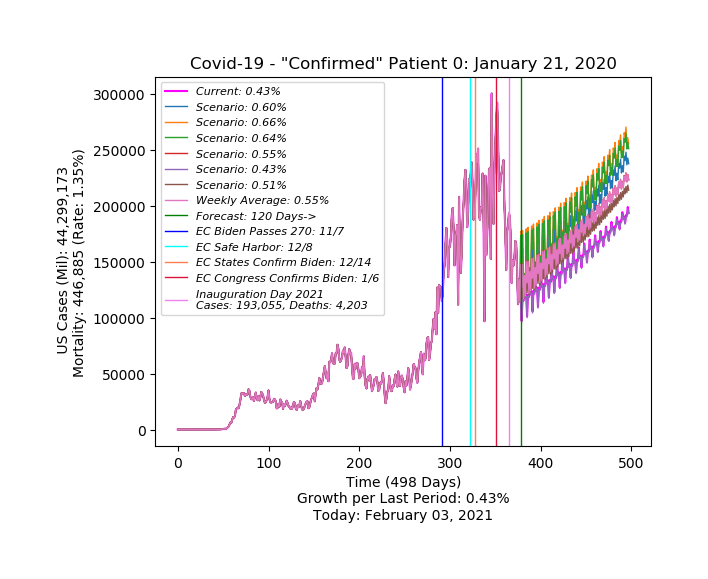 Covid-19 - "Confirmed" Patient 0: January 21, 2020
US Cases (Mil): 44,299,173
Mortality: 446,885 (Rate: 1.35%)
300000
250000
200000
150000
100000
50000
0
Current: 0.43%
Scenario: 0.60%
Scenario: 0.66%
Scenario: 0.64%
Scenario: 0.55%
Scenario: 0.43%
Scenario: 0.51%
Weekly Average: 0.55%
Forecast: 120 Days->
EC Biden Passes 270: 11/7
EC Safe Harbor: 12/8
EC States Confirm Biden: 12/14
EC Congress Confirms Biden: 1/6
Inauguration Day 2021
Cases: 193,055, Deaths: 4,203
0 100 200 300 400 500
Time (498 Days)
Growth per Last Period: 0.43%
Today: February 03, 2021